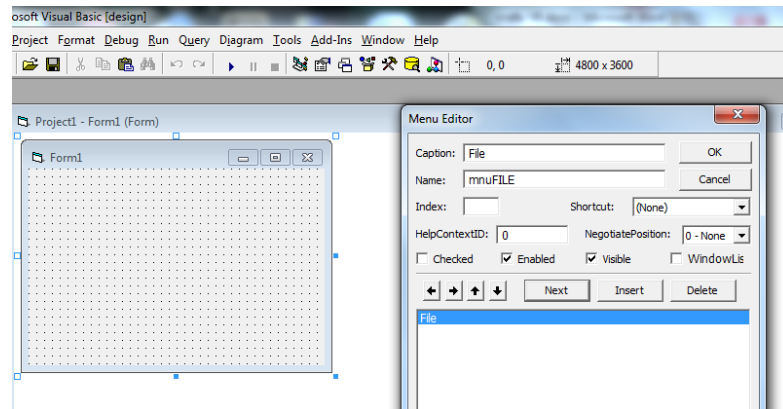 osoft Visual Basic [design]
Project Format Debug Run Query Diagram Tools Add-Ins Window Help
0, 0 4800 x 3600
Project1 - Form1 (Form)
Form1
Menu Editor
Caption: File OK
Name: mnuFILE Cancel
Index: Shortcut: (None)
HelpContextID: 0 NegotiatePosition: 0 - None
Checked Enabled Visible WindowLis
Next Insert Delete
File